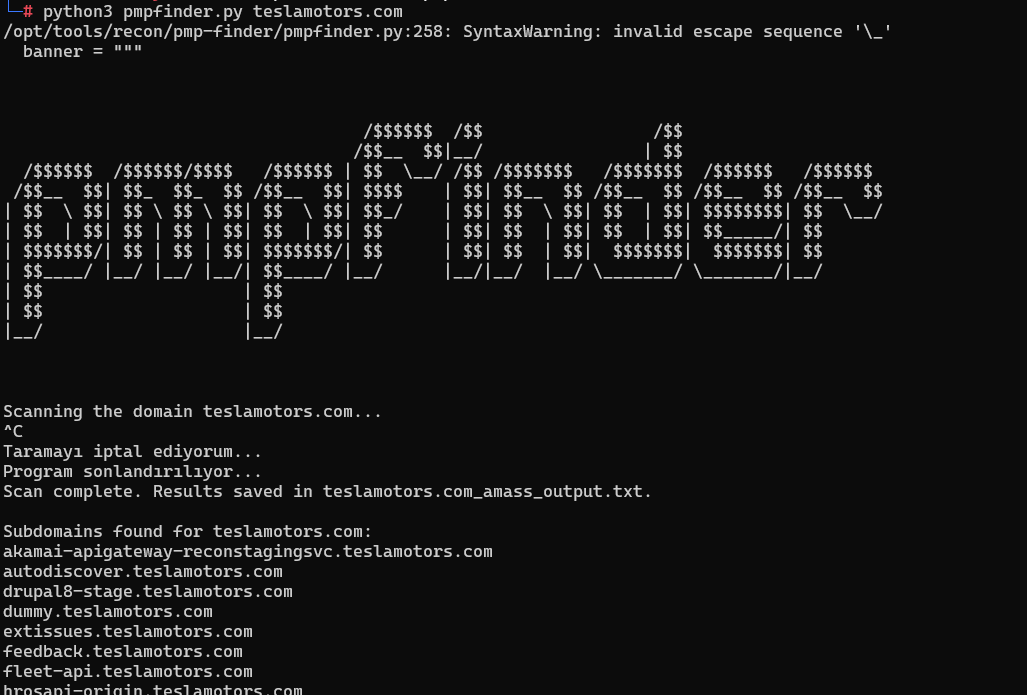 └─# python3 pmpfinder.py teslamotors.com
/opt/tools/recon/pmp-finder/pmpfinder.py:258: SyntaxWarning: invalid escape sequence '\_'
  banner = """
                                    /$$$$$$  /$$                 /$$
                                   /$$__  $$|__/                | $$
  /$$$$$$  /$$$$$$/$$$$   /$$$$$$ | $$  \__/ /$$ /$$$$$$$   /$$$$$$$  /$$$$$$   /$$$$$$
 /$$__  $$| $$_  $$_  $$ /$$__  $$| $$$$    | $$| $$__  $$ /$$__  $$ /$$__  $$ /$$__  $$
| $$  \ $$| $$ \ $$ \ $$| $$  \ $$| $$_/    | $$| $$  \ $$| $$  | $$| $$$$$$$$| $$  \__/
| $$  | $$| $$ | $$ | $$| $$  | $$| $$      | $$| $$  | $$| $$  | $$| $$_____/| $$
| $$$$$$$/| $$ | $$ | $$| $$$$$$$/| $$      | $$| $$  | $$|  $$$$$$$|  $$$$$$$| $$
| $$____/ |__/ |__/ |__/| $$____/ |__/      |__/|__/  |__/ \_______/ \_______/|__/
| $$                    | $$
| $$                    | $$
|__/                    |__/
Scanning the domain teslamotors.com...
^C
Taramayı iptal ediyorum...
Program sonlandırılıyor...
Scan complete. Results saved in teslamotors.com_amass_output.txt.
Subdomains found for teslamotors.com:
akamai-apigateway-reconstagingsvc.teslamotors.com
autodiscover.teslamotors.com
drupal8-stage.teslamotors.com
dummy.teslamotors.com
extissues.teslamotors.com
feedback.teslamotors.com
fleet-api.teslamotors.com
hrosapi-origin.teslamotors.com